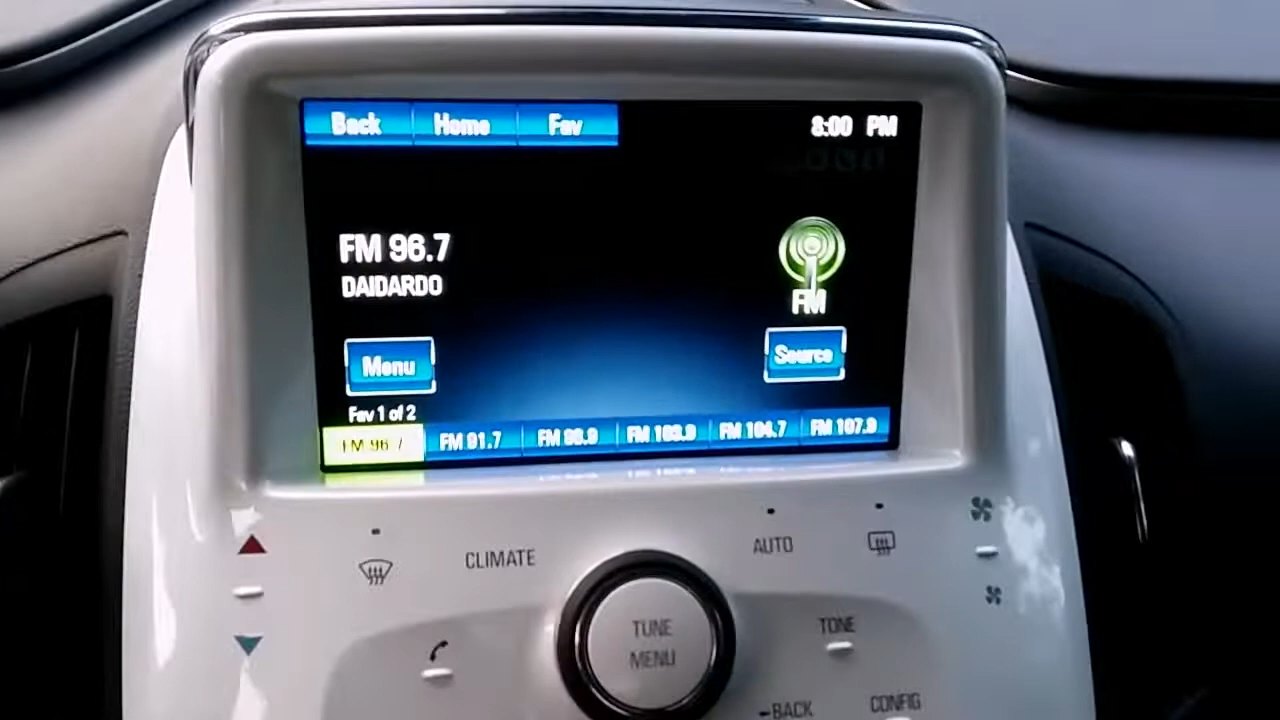 Back Home Fav
8:00 PM
FM 96.7
DAIDARDO
FM
Menu
Source
Fav 1 of 2
FM 96.7 FM 91.7 FM 98.9 FM 103.9 FM 104.7 FM 107.9
CLIMATE
AUTO
TUNE
MENU
TONE
BACK
CONFIG